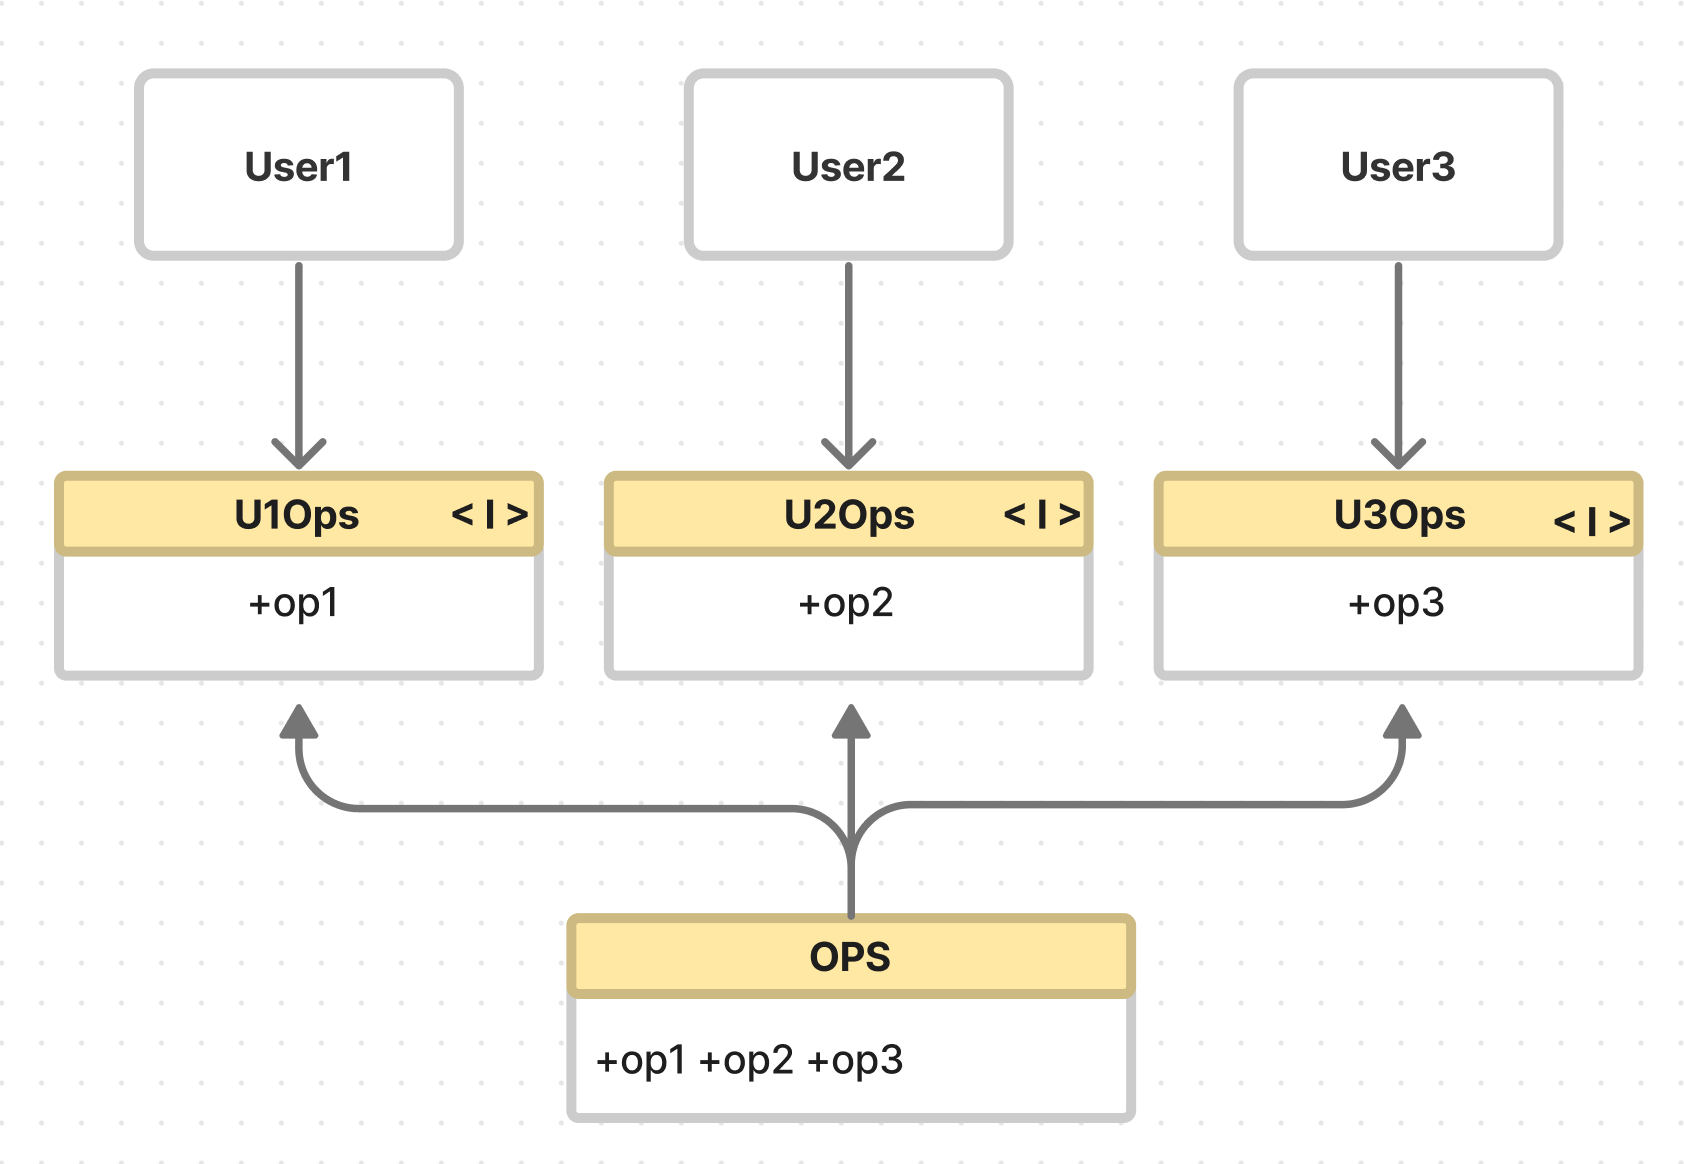 User1
User2
User3
U1Ops < I >
U2Ops < I >
U3Ops < I >
+op1
+op2
+op3
OPS
+op1 +op2 +op3